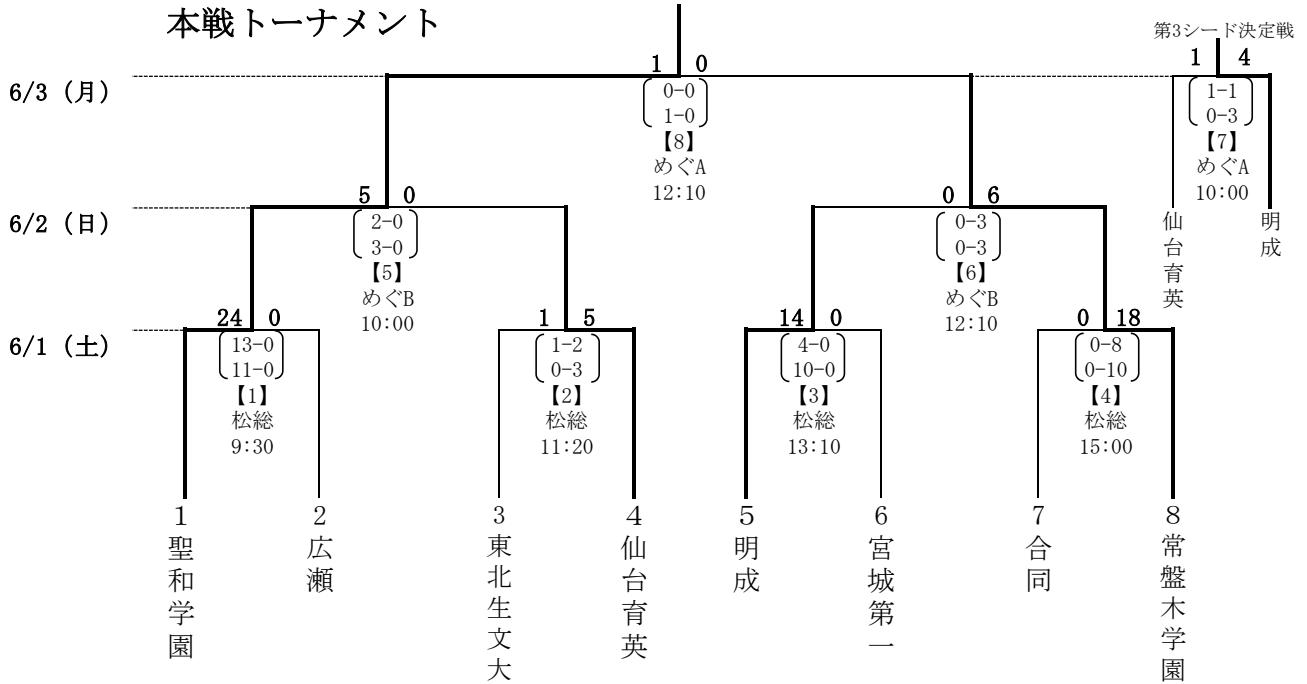 本戦トーナメント
第3シード決定戦
6/3 (月)
1 0
0-0
1-0
【8】
めぐA
12:10
1 4
1-1
0-3
【7】
めぐA
10:00
仙台育英
明成
6/2 (日)
5 0
2-0
3-0
【5】
めぐB
10:00
0 6
0-3
0-3
【6】
めぐB
12:10
6/1 (土)
24 0
13-0
11-0
【1】
松総
9:30
1 5
1-2
0-3
【2】
松総
11:20
14 0
4-0
10-0
【3】
松総
13:10
0 18
0-8
0-10
【4】
松総
15:00
1
聖和学園
2
広瀬
3
東北生文大
4
仙台育英
5
明成
6
宮城第一
7
合同
8
常盤木学園